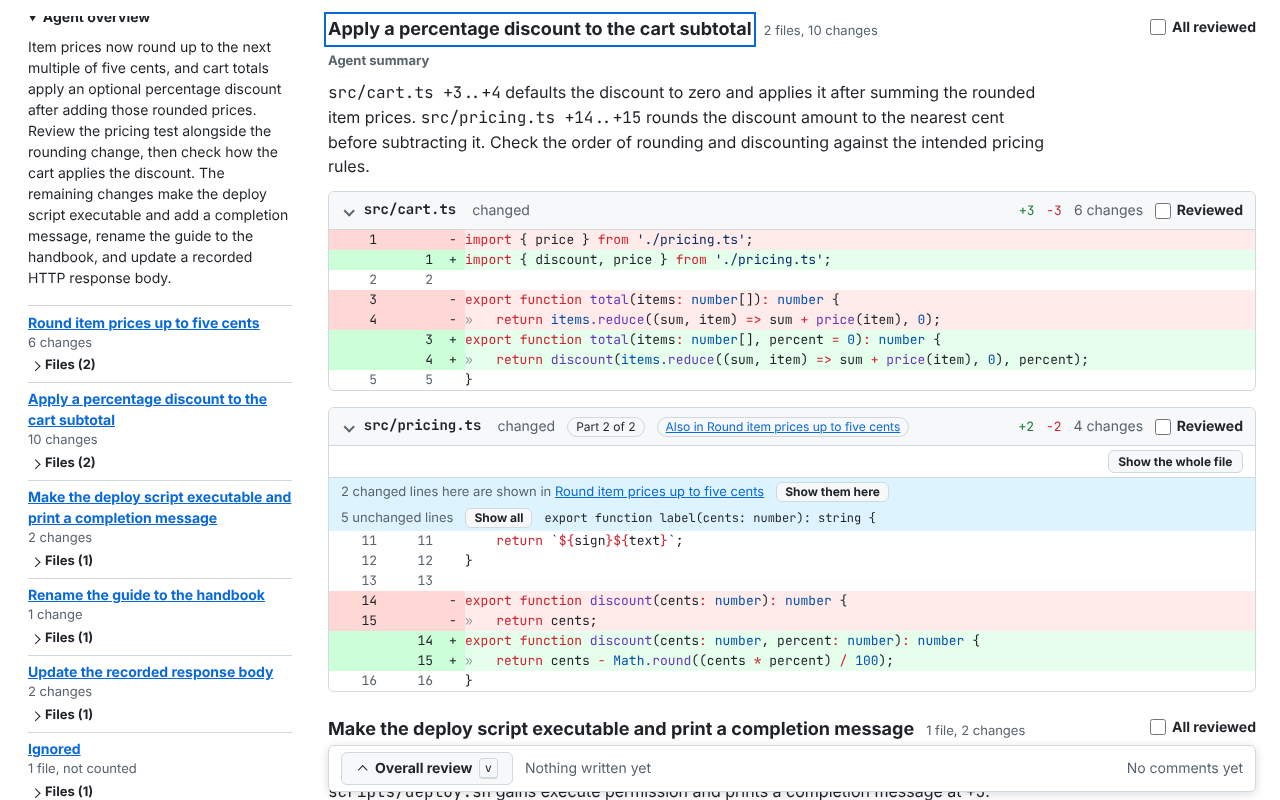 ▼ Agent overview
Item prices now round up to the next
multiple of five cents, and cart totals
apply an optional percentage discount
after adding those rounded prices.
Review the pricing test alongside the
rounding change, then check how the
cart applies the discount. The
remaining changes make the deploy
script executable and add a completion
message, rename the guide to the
handbook, and update a recorded
HTTP response body.
Round item prices up to five cents
6 changes
Files (2)
Apply a percentage discount to the
cart subtotal
10 changes
Files (2)
Make the deploy script executable and
print a completion message
2 changes
Files (1)
Rename the guide to the handbook
1 change
Files (1)
Update the recorded response body
2 changes
Files (1)
Ignored
1 file, not counted
Files (1)
Apply a percentage discount to the cart subtotal 2 files, 10 changes All reviewed
Agent summary
src/cart.ts +3..+4 defaults the discount to zero and applies it after summing the rounded
item prices. src/pricing.ts +14..+15 rounds the discount amount to the nearest cent
before subtracting it. Check the order of rounding and discounting against the intended pricing
rules.
src/cart.ts changed +3 -3 6 changes Reviewed
1 - import { price } from './pricing.ts';
1 + import { discount, price } from './pricing.ts';
2 2
3 - export function total(items: number[]): number {
4 - » return items.reduce((sum, item) => sum + price(item), 0);
3 + export function total(items: number[], percent = 0): number {
4 + » return discount(items.reduce((sum, item) => sum + price(item), 0), percent);
5 5 }
src/pricing.ts changed Part 2 of 2 Also in Round item prices up to five cents +2 -2 4 changes Reviewed
Show the whole file
2 changed lines here are shown in Round item prices up to five cents Show them here
5 unchanged lines Show all export function label(cents: number): string {
11 11 return `${sign}${text}`;
12 12 }
13 13
14 - export function discount(cents: number): number {
15 - » return cents;
14 + export function discount(cents: number, percent: number): number {
15 + » return cents - Math.round((cents * percent) / 100);
16 16 }
Make the deploy script executable and print a completion message 1 file, 2 changes All reviewed
Overall review v Nothing written yet No comments yet
scripts/deploy.sh gains execute permission and prints a completion message at +3.